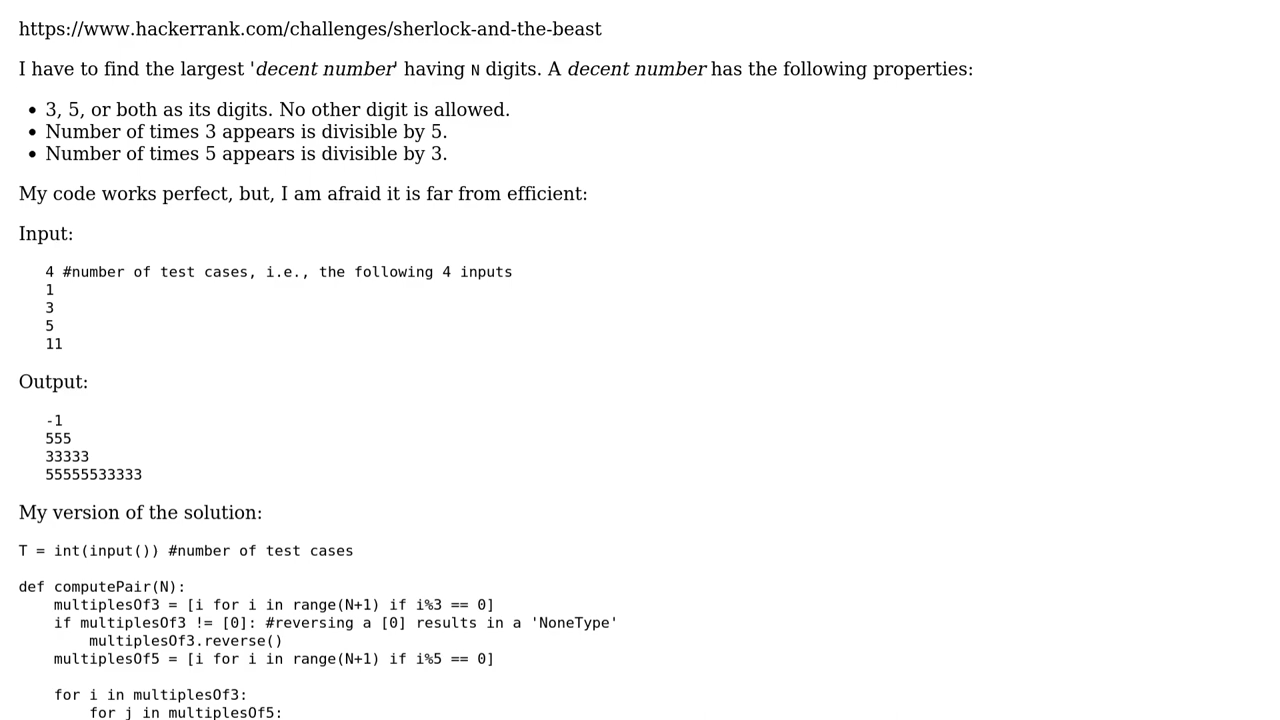 https://www.hackerrank.com/challenges/sherlock-and-the-beast
I have to find the largest 'decent number' having N digits. A decent number has the following properties:
• 3, 5, or both as its digits. No other digit is allowed.
• Number of times 3 appears is divisible by 5.
• Number of times 5 appears is divisible by 3.
My code works perfect, but, I am afraid it is far from efficient:
Input:
4 #number of test cases, i.e., the following 4 inputs
1
3
5
11
Output:
-1
555
33333
55555533333
My version of the solution:
T = int(input()) #number of test cases
def computePair(N):
    multiplesOf3 = [i for i in range(N+1) if i%3 == 0]
    if multiplesOf3 != [0]: #reversing a [0] results in a 'NoneType'
        multiplesOf3.reverse()
    multiplesOf5 = [i for i in range(N+1) if i%5 == 0]
    for i in multiplesOf3:
        for j in multiplesOf5: